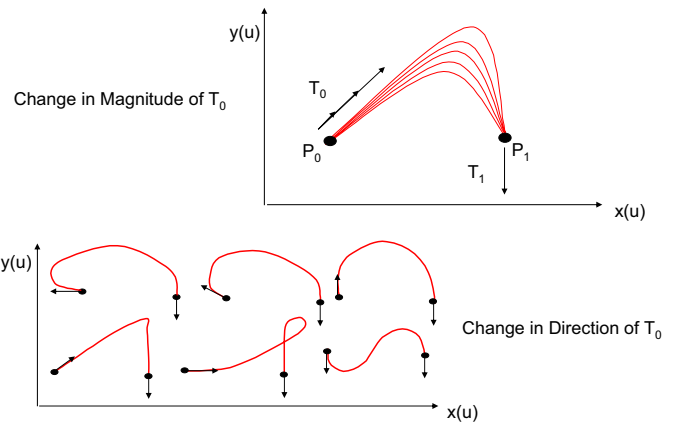 y(u)
Change in Magnitude of T₀
T₀
P₀
P₁
T₁
x(u)
y(u)
Change in Direction of T₀
x(u)